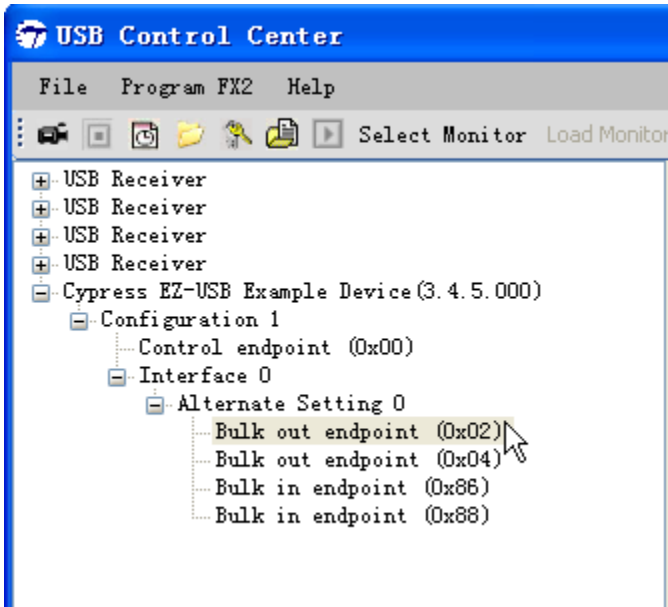 USB Control Center
File Program FX2 Help
Select Monitor Load Monitor
USB Receiver
USB Receiver
USB Receiver
USB Receiver
Cypress EZ-USB Example Device(3.4.5.000)
Configuration 1
Control endpoint (0x00)
Interface 0
Alternate Setting 0
Bulk out endpoint (0x02)
Bulk out endpoint (0x04)
Bulk in endpoint (0x86)
Bulk in endpoint (0x88)